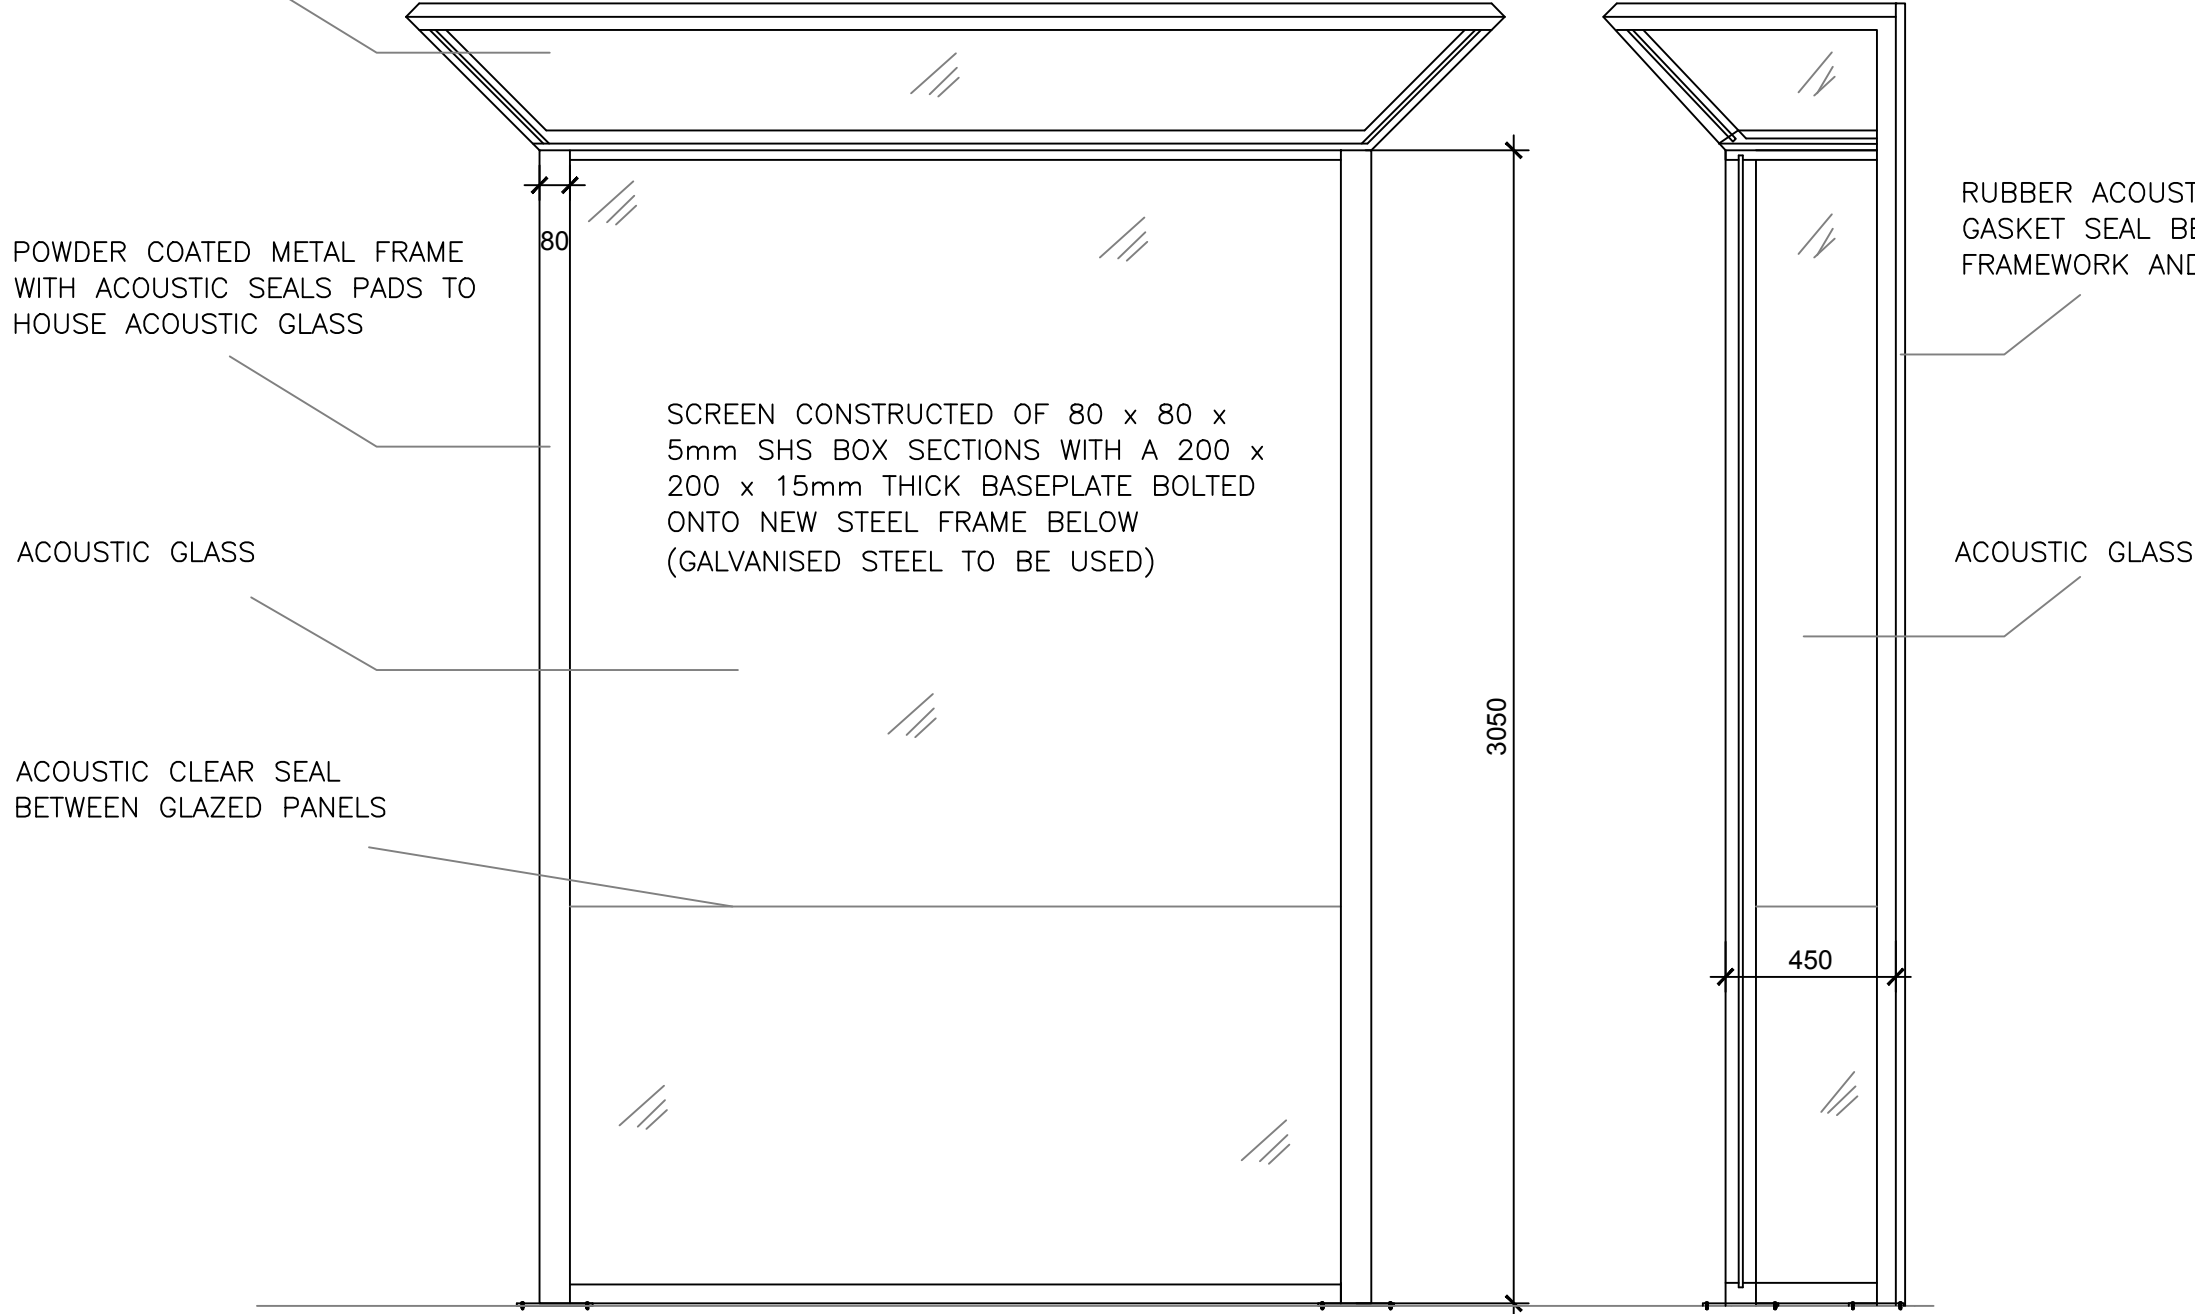 POWDER COATED METAL FRAME
WITH ACOUSTIC SEALS PADS TO
HOUSE ACOUSTIC GLASS
ACOUSTIC GLASS
ACOUSTIC CLEAR SEAL
BETWEEN GLAZED PANELS
80
SCREEN CONSTRUCTED OF 80 x 80 x
5mm SHS BOX SECTIONS WITH A 200 x
200 x 15mm THICK BASEPLATE BOLTED
ONTO NEW STEEL FRAME BELOW
(GALVANISED STEEL TO BE USED)
3050
450
RUBBER
GASKET SEAL
FRAMEWORK
ACOUSTIC GLASS